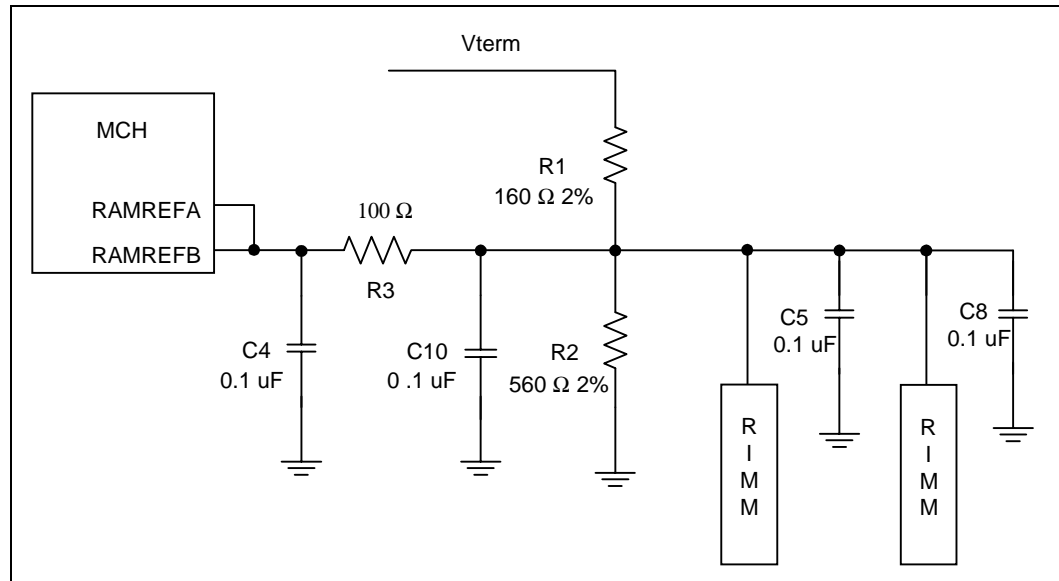 Vterm
MCH
RAMREFA
RAMREFB
100 Ω
R3
R1
160 Ω 2%
C4
0.1 uF
C10
0 .1 uF
R2
560 Ω 2%
C5
0.1 uF
C8
0.1 uF
R
I
M
M
R
I
M
M